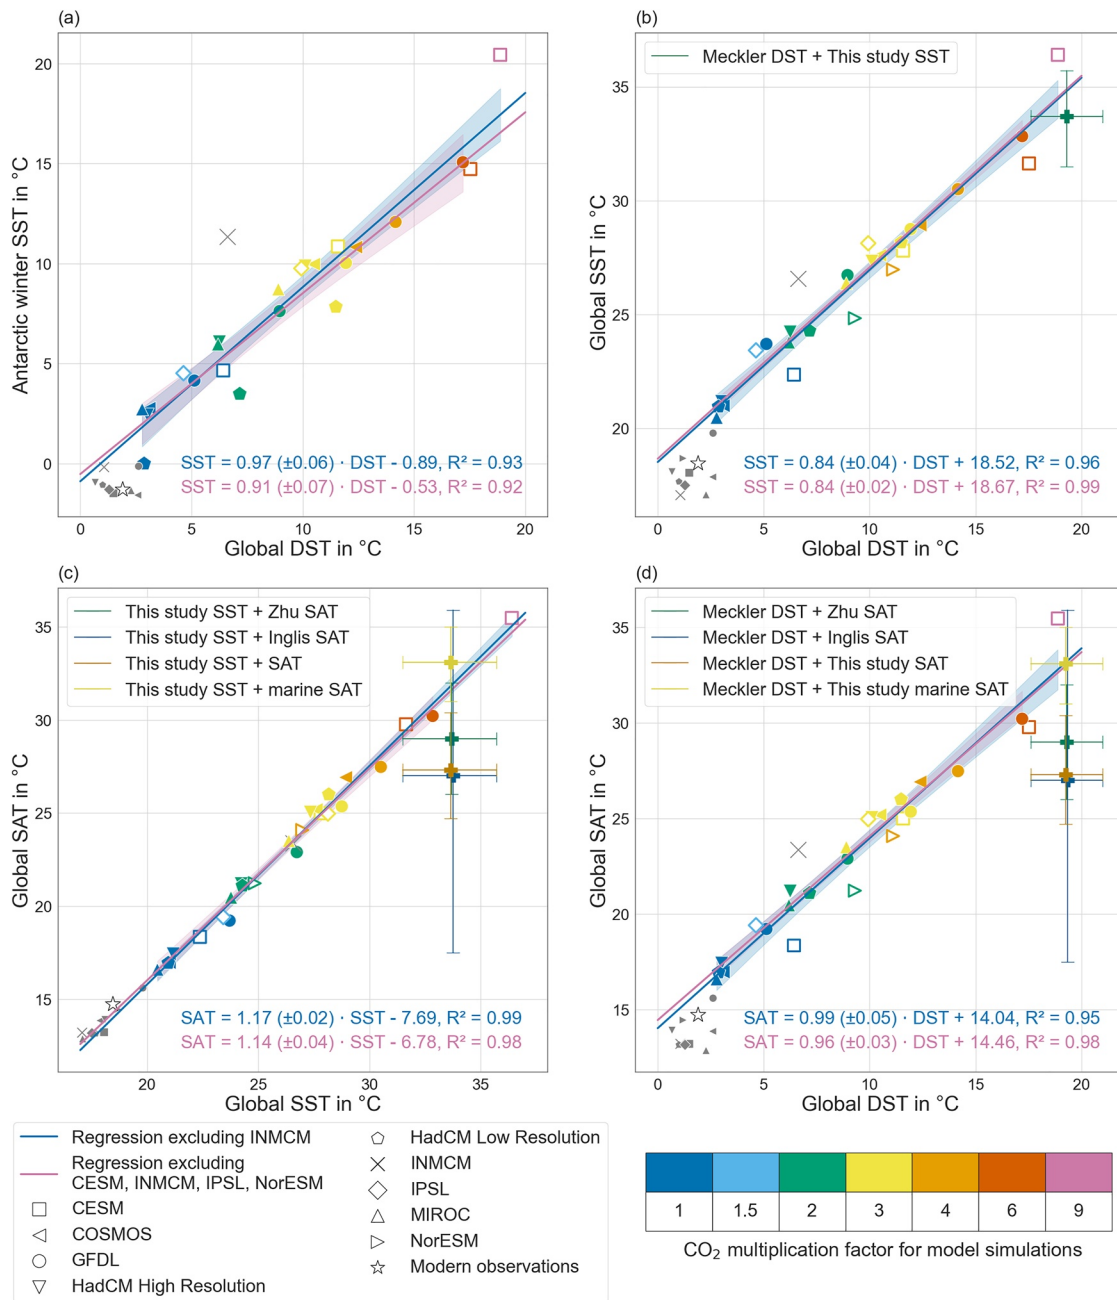 (a)
20
15
10
5
0
Antarctic winter SST in °C
SST = 0.97 (±0.06) · DST - 0.89, R² = 0.93
SST = 0.91 (±0.07) · DST - 0.53, R² = 0.92
0 5 10 15 20
Global DST in °C
(b)
Meckler DST + This study SST
35
30
25
20
Global SST in °C
SST = 0.84 (±0.04) · DST + 18.52, R² = 0.96
SST = 0.84 (±0.02) · DST + 18.67, R² = 0.99
0 5 10 15 20
Global DST in °C
(c)
This study SST + Zhu SAT
This study SST + Inglis SAT
This study SST + SAT
This study SST + marine SAT
35
30
25
20
15
Global SAT in °C
SAT = 1.17 (±0.02) · SST - 7.69, R² = 0.99
SAT = 1.14 (±0.04) · SST - 6.78, R² = 0.98
20 25 30 35
Global SST in °C
(d)
Meckler DST + Zhu SAT
Meckler DST + Inglis SAT
Meckler DST + This study SAT
Meckler DST + This study marine SAT
35
30
25
20
15
Global SAT in °C
SAT = 0.99 (±0.05) · DST + 14.04, R² = 0.95
SAT = 0.96 (±0.03) · DST + 14.46, R² = 0.98
0 5 10 15 20
Global DST in °C
Regression excluding INMCM
Regression excluding
CESM, INMCM, IPSL, NorESM
CESM
COSMOS
GFDL
HadCM High Resolution
HadCM Low Resolution
INMCM
IPSL
MIROC
NorESM
Modern observations
1 1.5 2 3 4 6 9
CO₂ multiplication factor for model simulations